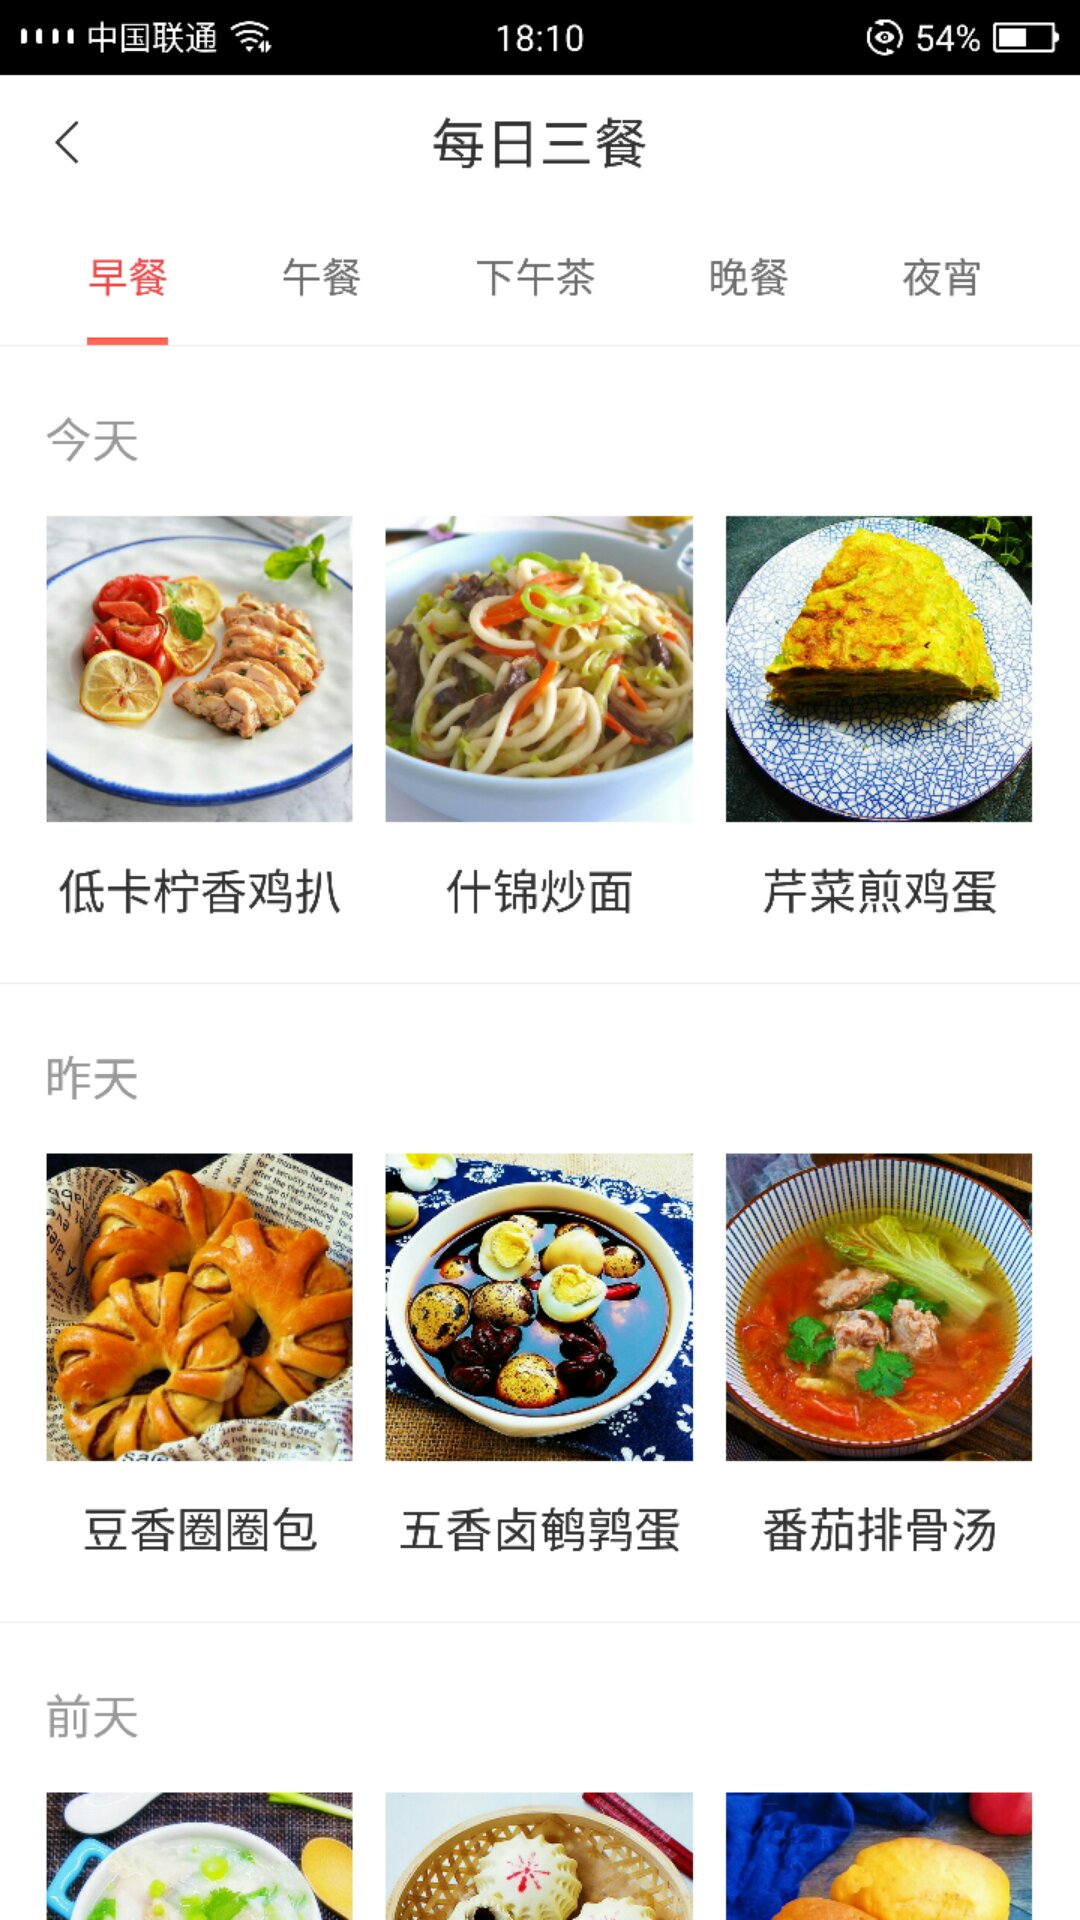 中国联通
18:10
54%
每日三餐
早餐 午餐 下午茶 晚餐 夜宵
今天
低卡柠香鸡扒 什锦炒面 芹菜煎鸡蛋
昨天
豆香圈圈包 五香卤鹌鹑蛋 番茄排骨汤
前天